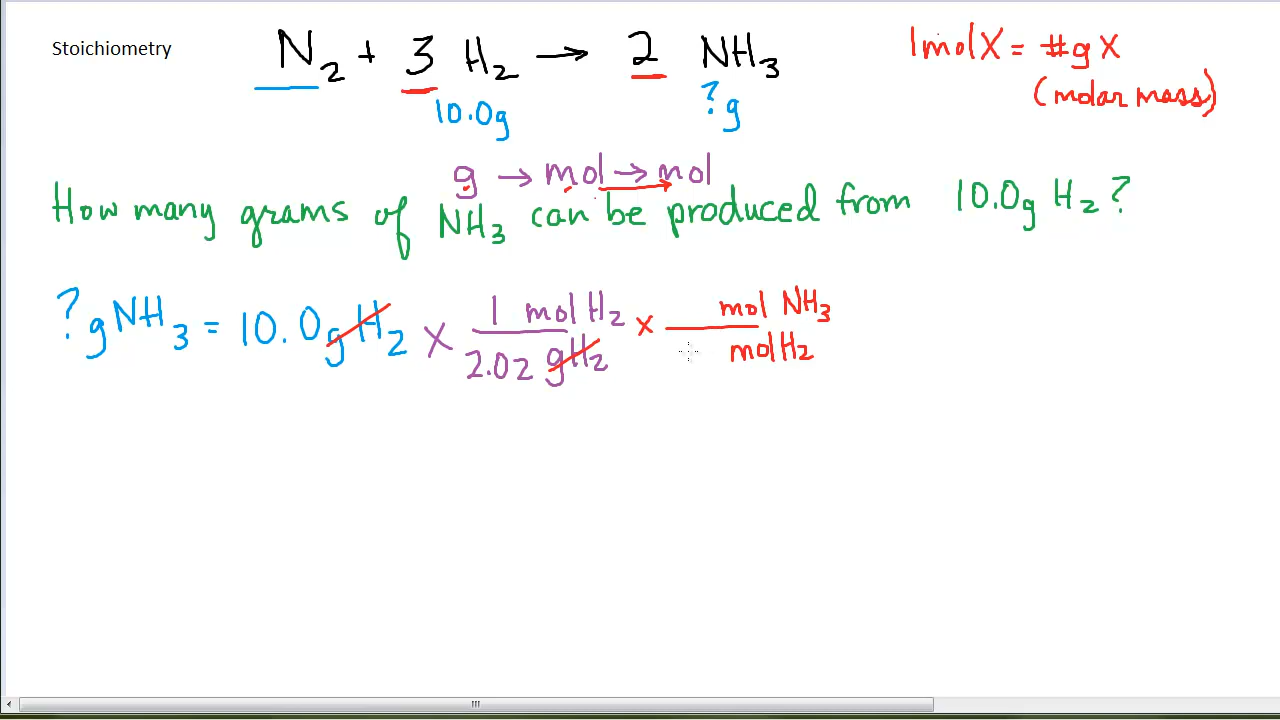 Stoichiometry
N₂ + 3 H₂ → 2 NH₃
1 mol X = #g X
(molar mass)
10.0g ?g
g → mol → mol
How many grams of NH₃ can be produced from 10.0g H₂?
? g NH₃ = 10.0 g H₂ × 1 mol H₂ / 2.02 g H₂ × mol NH₃ / mol H₂